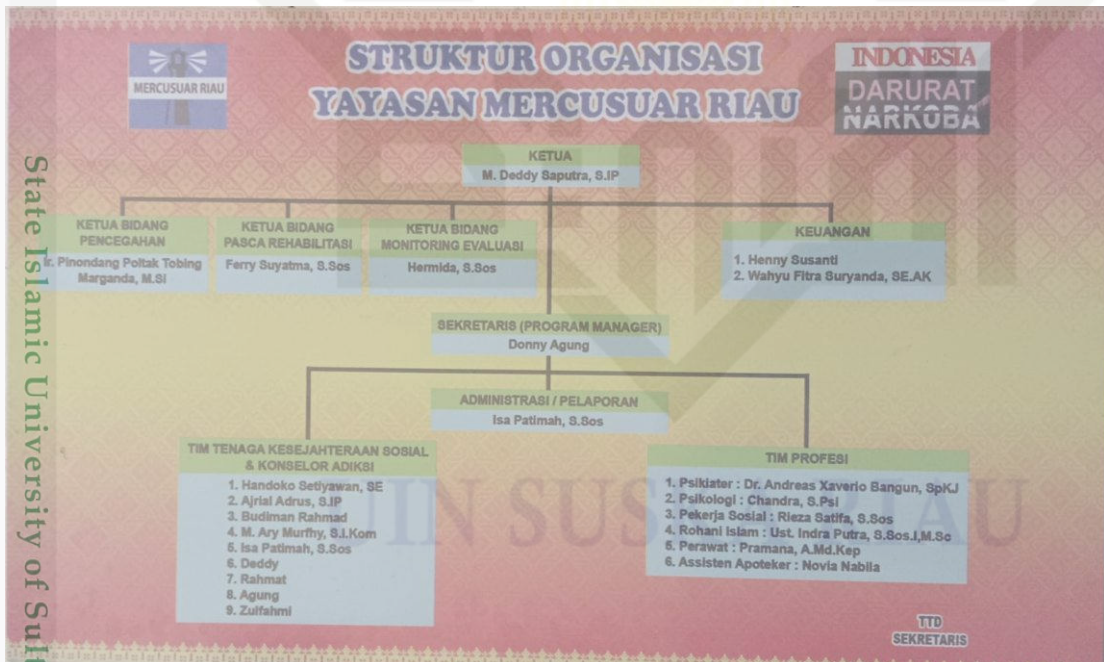 STRUKTUR ORGANISASI
YAYASAN MERCUSUAR RIAU
MERCUSUAR RIAU
INDONESIA
DARURAT
NARKOBA
KETUA
M. Deddy Saputra, S.IP
KETUA BIDANG
PENCEGAHAN
Ir. Pinondang Poltak Tobing
Marganda, M.Si
KETUA BIDANG
PASCA REHABILITASI
Ferry Suyatma, S.Sos
KETUA BIDANG
MONITORING EVALUASI
Hermida, S.Sos
KEUANGAN
1. Henny Susanti
2. Wahyu Fitra Suryanda, SE.AK
SEKRETARIS (PROGRAM MANAGER)
Donny Agung
ADMINISTRASI / PELAPORAN
Isa Patimah, S.Sos
TIM TENAGA KESEJAHTERAAN SOSIAL
& KONSELOR ADIKSI
1. Handoko Setiyawan, SE
2. Ajrial Adrus, S.IP
3. Budiman Rahmad
4. M. Ary Murfhy, S.I.Kom
5. Isa Patimah, S.Sos
6. Deddy
7. Rahmat
8. Agung
9. Zulfahmi
TIM PROFESI
1. Psikiater : Dr. Andreas Xaverio Bangun, SpKJ
2. Psikologi : Chandra, S.Psi
3. Pekerja Sosial : Rieza Satifa, S.Sos
4. Rohani Islam : Ust. Indra Putra, S.Sos.I,M.Sc
5. Perawat : Pramana, A.Md.Kep
6. Assisten Apoteker : Novia Nabila
TTD
SEKRETARIS
State Islamic University of Sul
UIN SUSKA RIAU